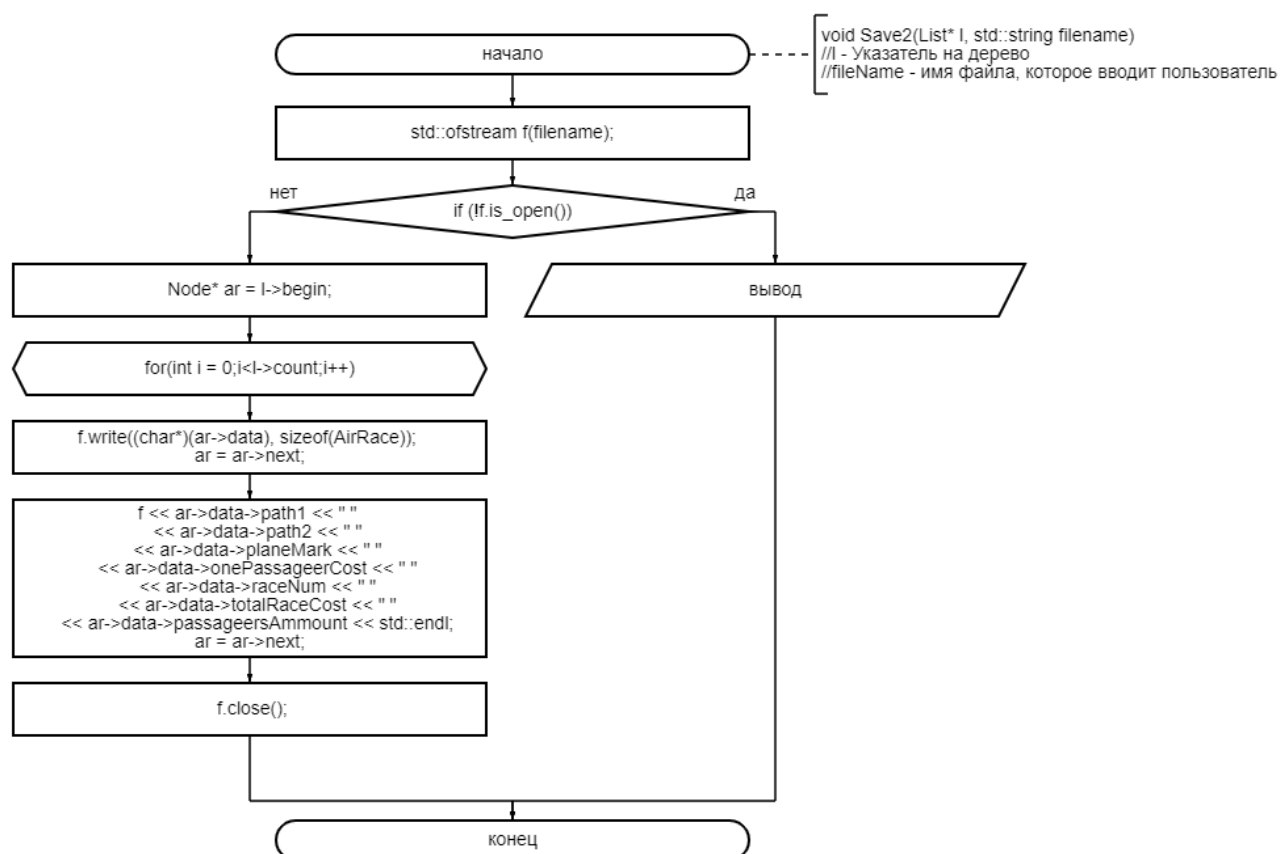 начало
void Save2(List* l, std::string filename)
//l - Указатель на дерево
//fileName - имя файла, которое вводит пользователь
std::ofstream f(filename);
нет
да
if (!f.is_open())
Node* ar = l->begin;
вывод
for(int i = 0;i<l->count;i++)
f.write((char*)(ar->data), sizeof(AirRace));
ar = ar->next;
f << ar->data->path1 << " "
<< ar->data->path2 << " "
<< ar->data->planeMark << " "
<< ar->data->onePassageerCost << " "
<< ar->data->raceNum << " "
<< ar->data->totalRaceCost << " "
<< ar->data->passageersAmmount << std::endl;
ar = ar->next;
f.close();
конец